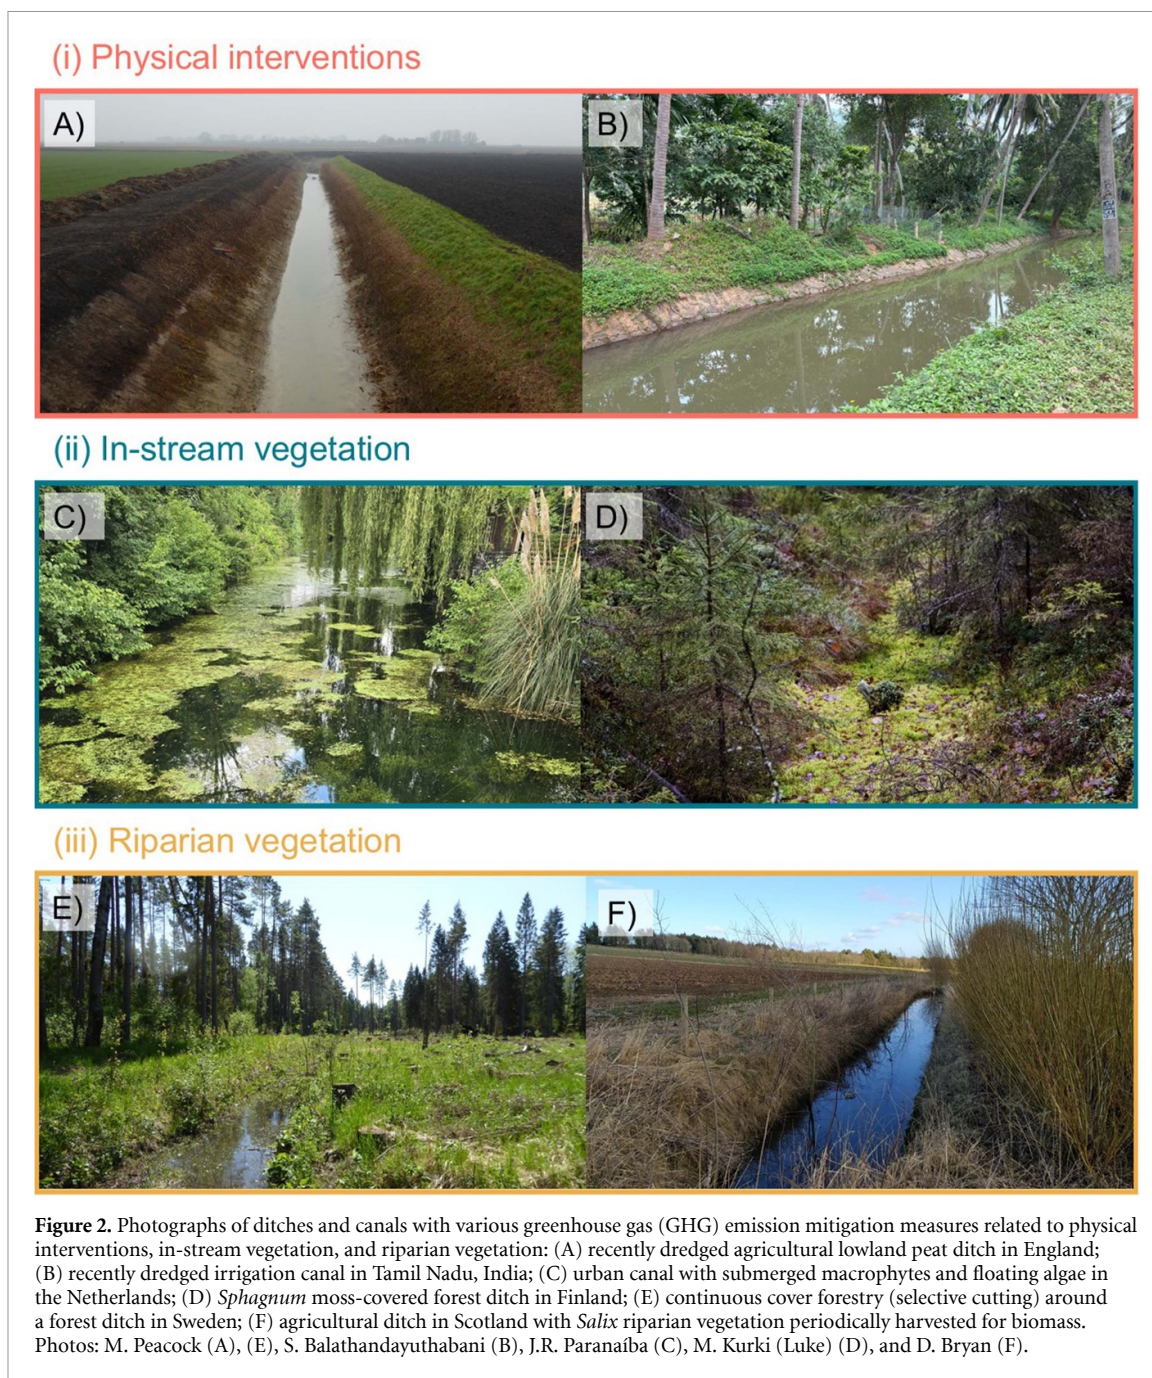 (i) Physical interventions
A)
B)
(ii) In-stream vegetation
C)
D)
(iii) Riparian vegetation
E)
F)
Figure 2. Photographs of ditches and canals with various greenhouse gas (GHG) emission mitigation measures related to physical
interventions, in-stream vegetation, and riparian vegetation: (A) recently dredged agricultural lowland peat ditch in England;
(B) recently dredged irrigation canal in Tamil Nadu, India; (C) urban canal with submerged macrophytes and floating algae in
the Netherlands; (D) Sphagnum moss-covered forest ditch in Finland; (E) continuous cover forestry (selective cutting) around
a forest ditch in Sweden; (F) agricultural ditch in Scotland with Salix riparian vegetation periodically harvested for biomass.
Photos: M. Peacock (A), (E), S. Balathandayuthabani (B), J.R. Paranaíba (C), M. Kurki (Luke) (D), and D. Bryan (F).